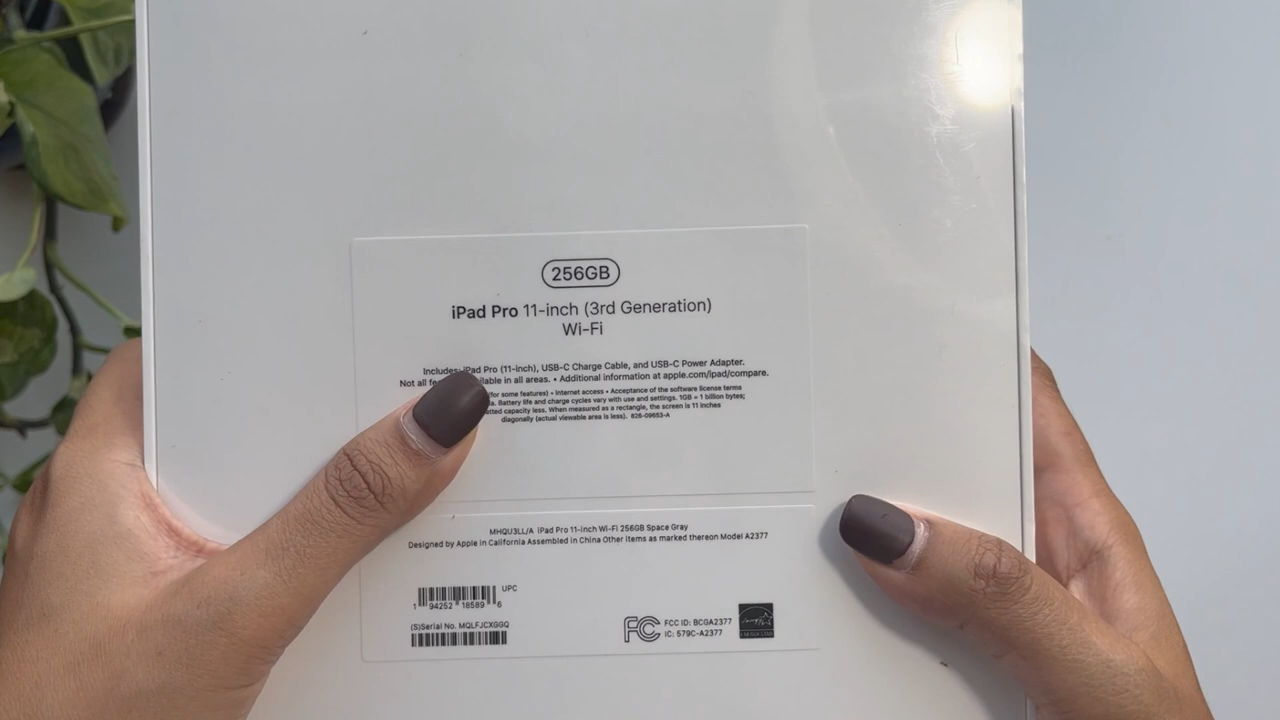 256GB
iPad Pro 11-inch (3rd Generation)
Wi-Fi
Includes: iPad Pro (11-inch), USB-C Charge Cable, and USB-C Power Adapter.
Not all in all areas. • Additional information at apple.com/ipad/compare.
(for some features) • Internet access • Acceptance of the software license terms
Battery life and charge cycles vary with use and settings. 1GB = 1 billion bytes;
capacity less. When measured as a rectangle, the screen is 11 inches
diagonally (actual viewable area is less). 826-09653-A
MHQU3LL/A iPad Pro 11-inch Wi-Fi 256GB Space Gray
Designed by Apple in California Assembled in China Other items as marked thereon Model A2377
UPC
1 94252 18589 6
(S)Serial No. MQLFJCXGGQ
FC FCC ID: BCGA2377
IC: 579C-A2377
ENERGY STAR